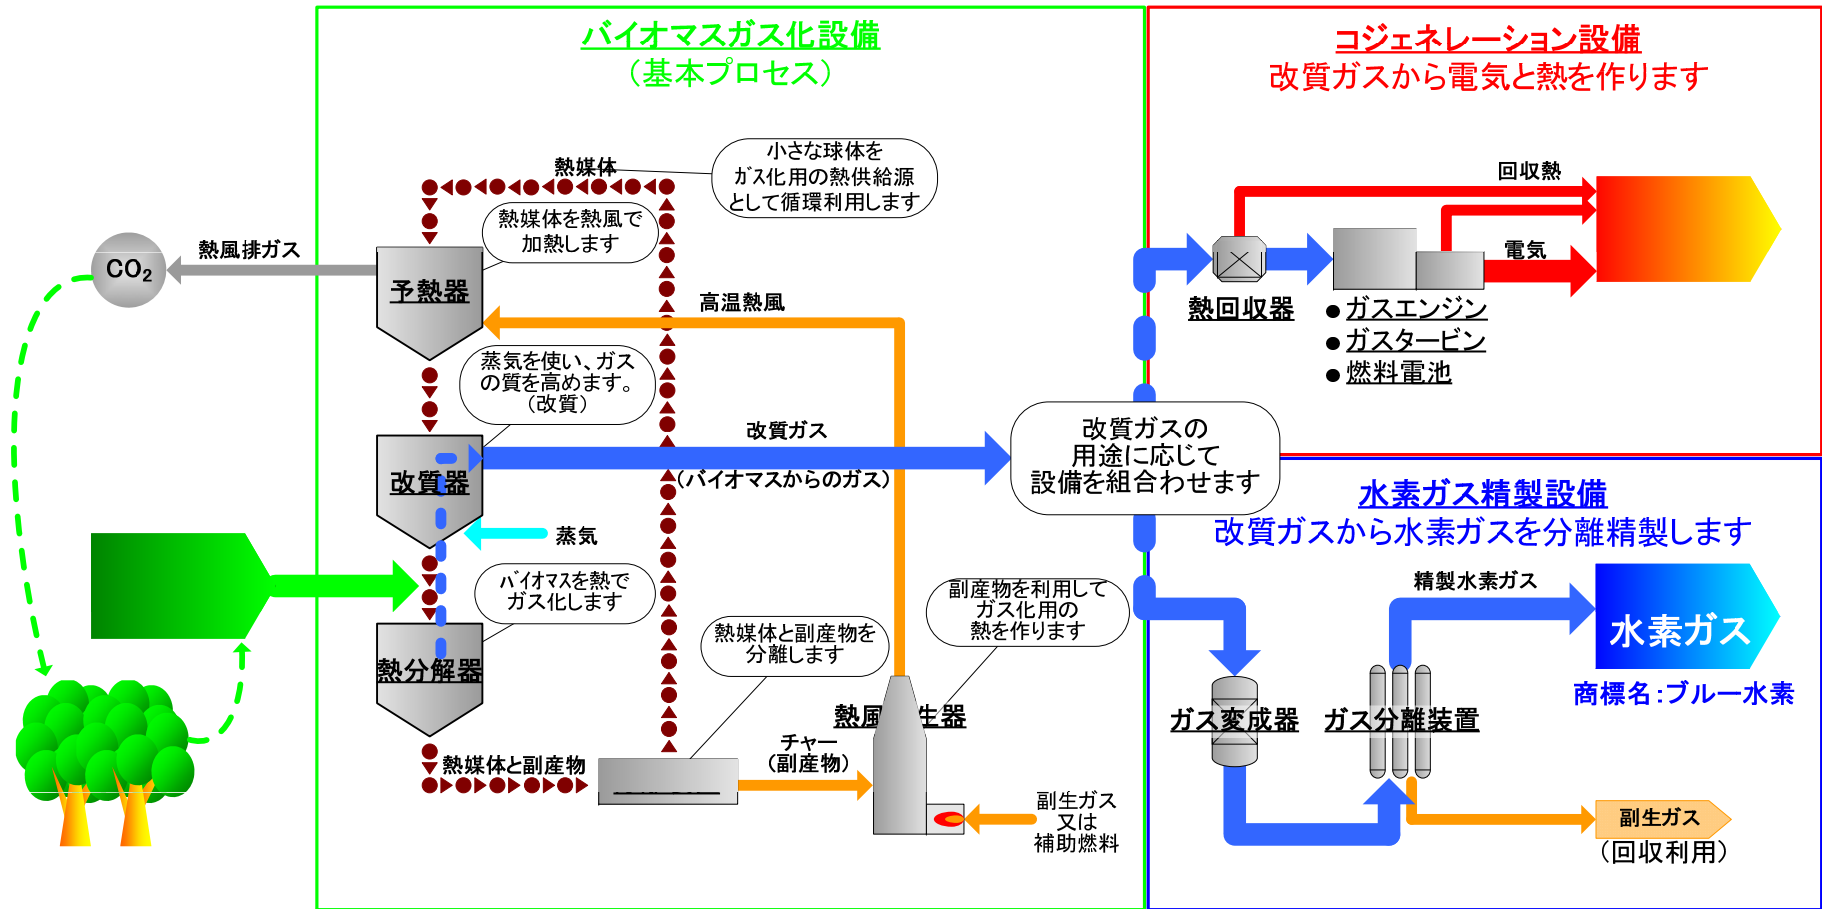 バイオマスガス化設備
（基本プロセス）
コジェネレーション設備
改質ガスから電気と熱を作ります
熱媒体
小さな球体を
ガス化用の熱供給源
として循環利用します
熱媒体を熱風で
加熱します
熱風排ガス
CO₂
予熱器
高温熱風
蒸気を使い、ガス
の質を高めます。
（改質）
改質ガス
（バイオマスからのガス）
改質器
蒸気
バイオマスを熱で
ガス化します
熱分解器
熱媒体と副産物
熱媒体と副産物を
分離します
チャー
（副産物）
副産物を利用して
ガス化用の
熱を作ります
熱風
生器
副生ガス
又は
補助燃料
改質ガスの
用途に応じて
設備を組合わせます
回収熱
電気
熱回収器
● ガスエンジン
● ガスタービン
● 燃料電池
水素ガス精製設備
改質ガスから水素ガスを分離精製します
精製水素ガス
水素ガス
商標名：ブルー水素
ガス変成器
ガス分離装置
副生ガス
（回収利用）